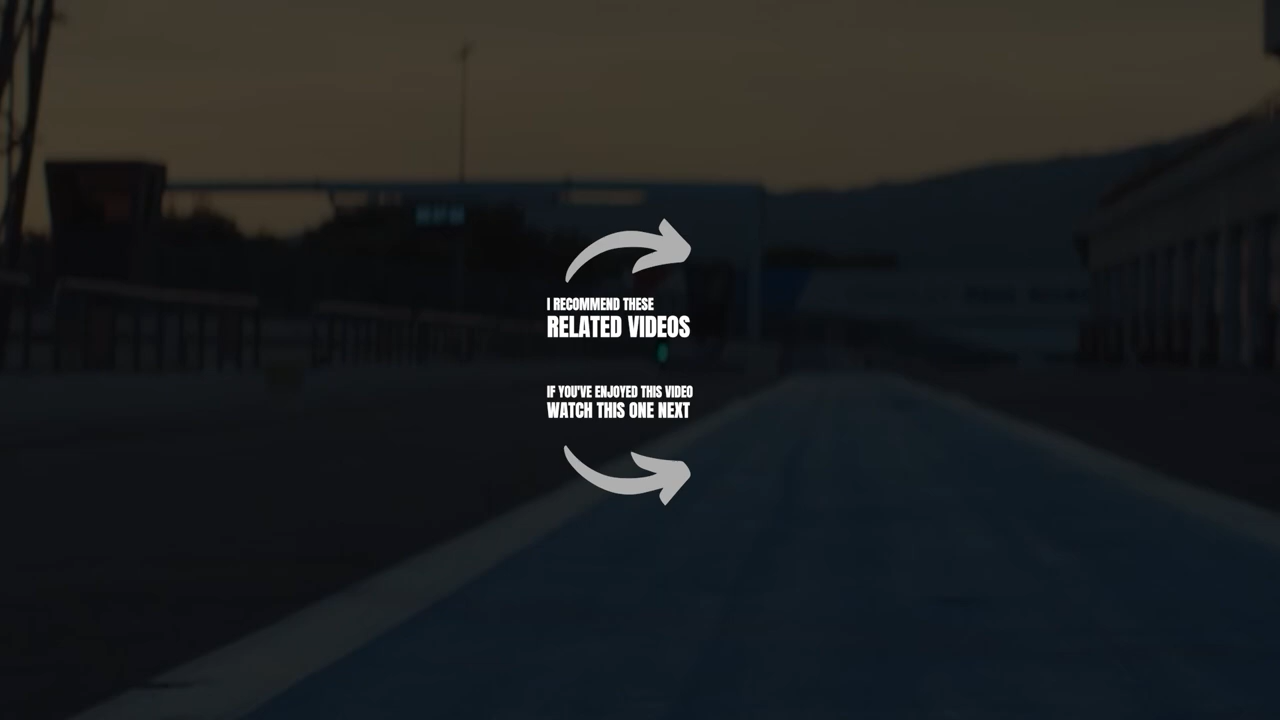 I RECOMMEND THESE
RELATED VIDEOS
IF YOU'VE ENJOYED THIS VIDEO
WATCH THIS ONE NEXT